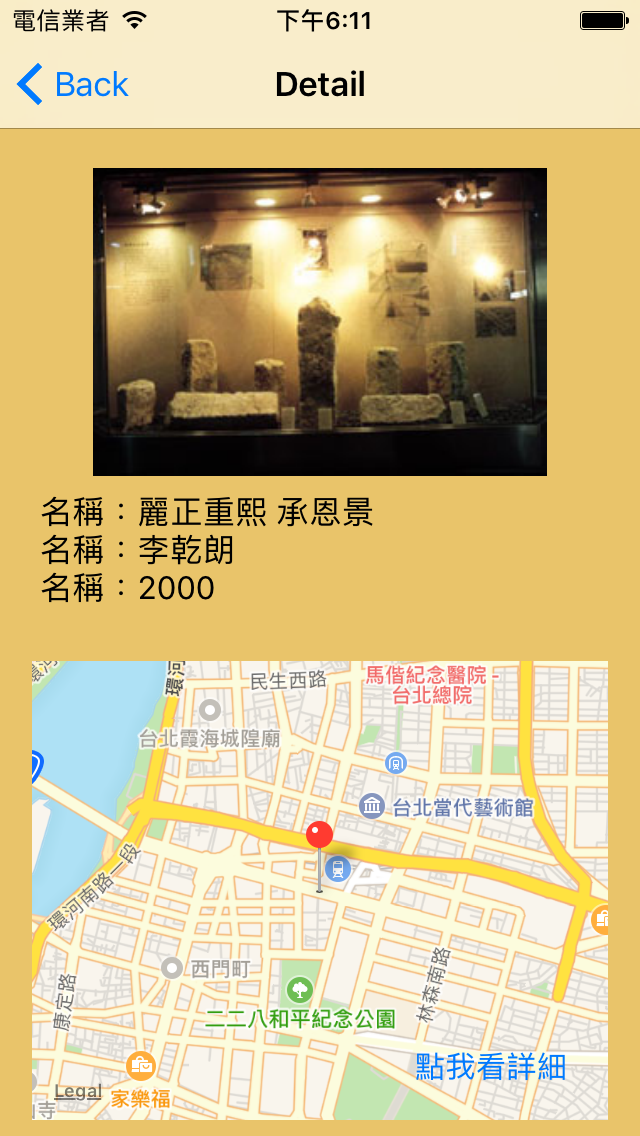 電信業者 下午6:11
Back Detail
名稱：麗正重熙 承恩景
名稱：李乾朗
名稱：2000
環河
環河
民生西路
馬偕紀念醫院 -
台北總院
台北霞海城隍廟
台北當代藝術館
環河南路一段
西門町
康定路
林森南路
二二八和平紀念公園
點我看詳細
Legal
家樂福
寺